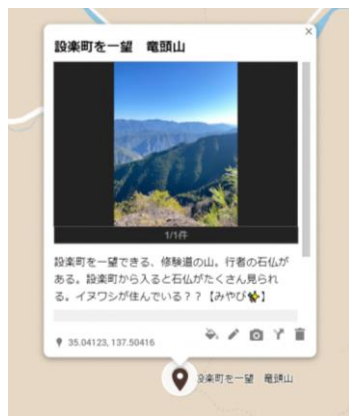 設楽町を一望　竜頭山
1/1件
設楽町を一望できる、修験道の山。行者の石仏が
ある。設楽町から入ると石仏がたくさん見られ
る。イヌワシが住んでいる？？【みやび🌠】
35.04123, 137.50416
設楽町を一望　竜頭山